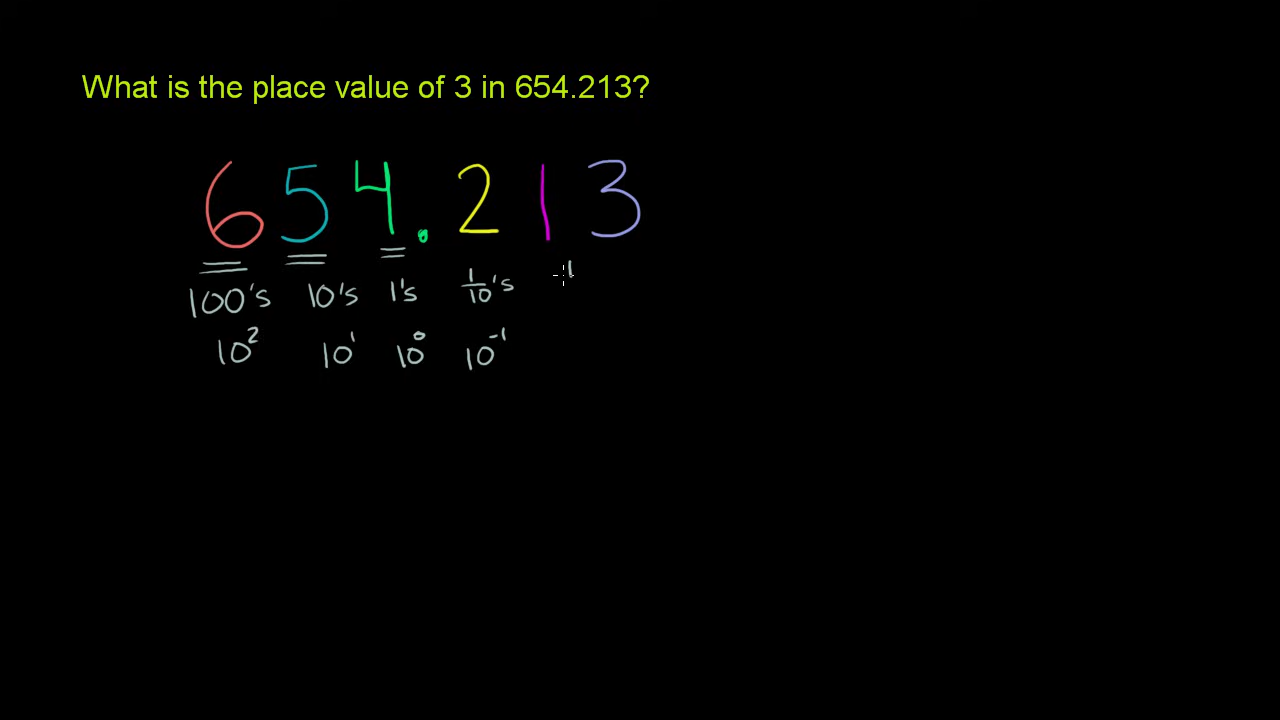 What is the place value of 3 in 654.213?
654.213
100's 10's 1's 1/10's 1
10² 10¹ 10⁰ 10⁻¹